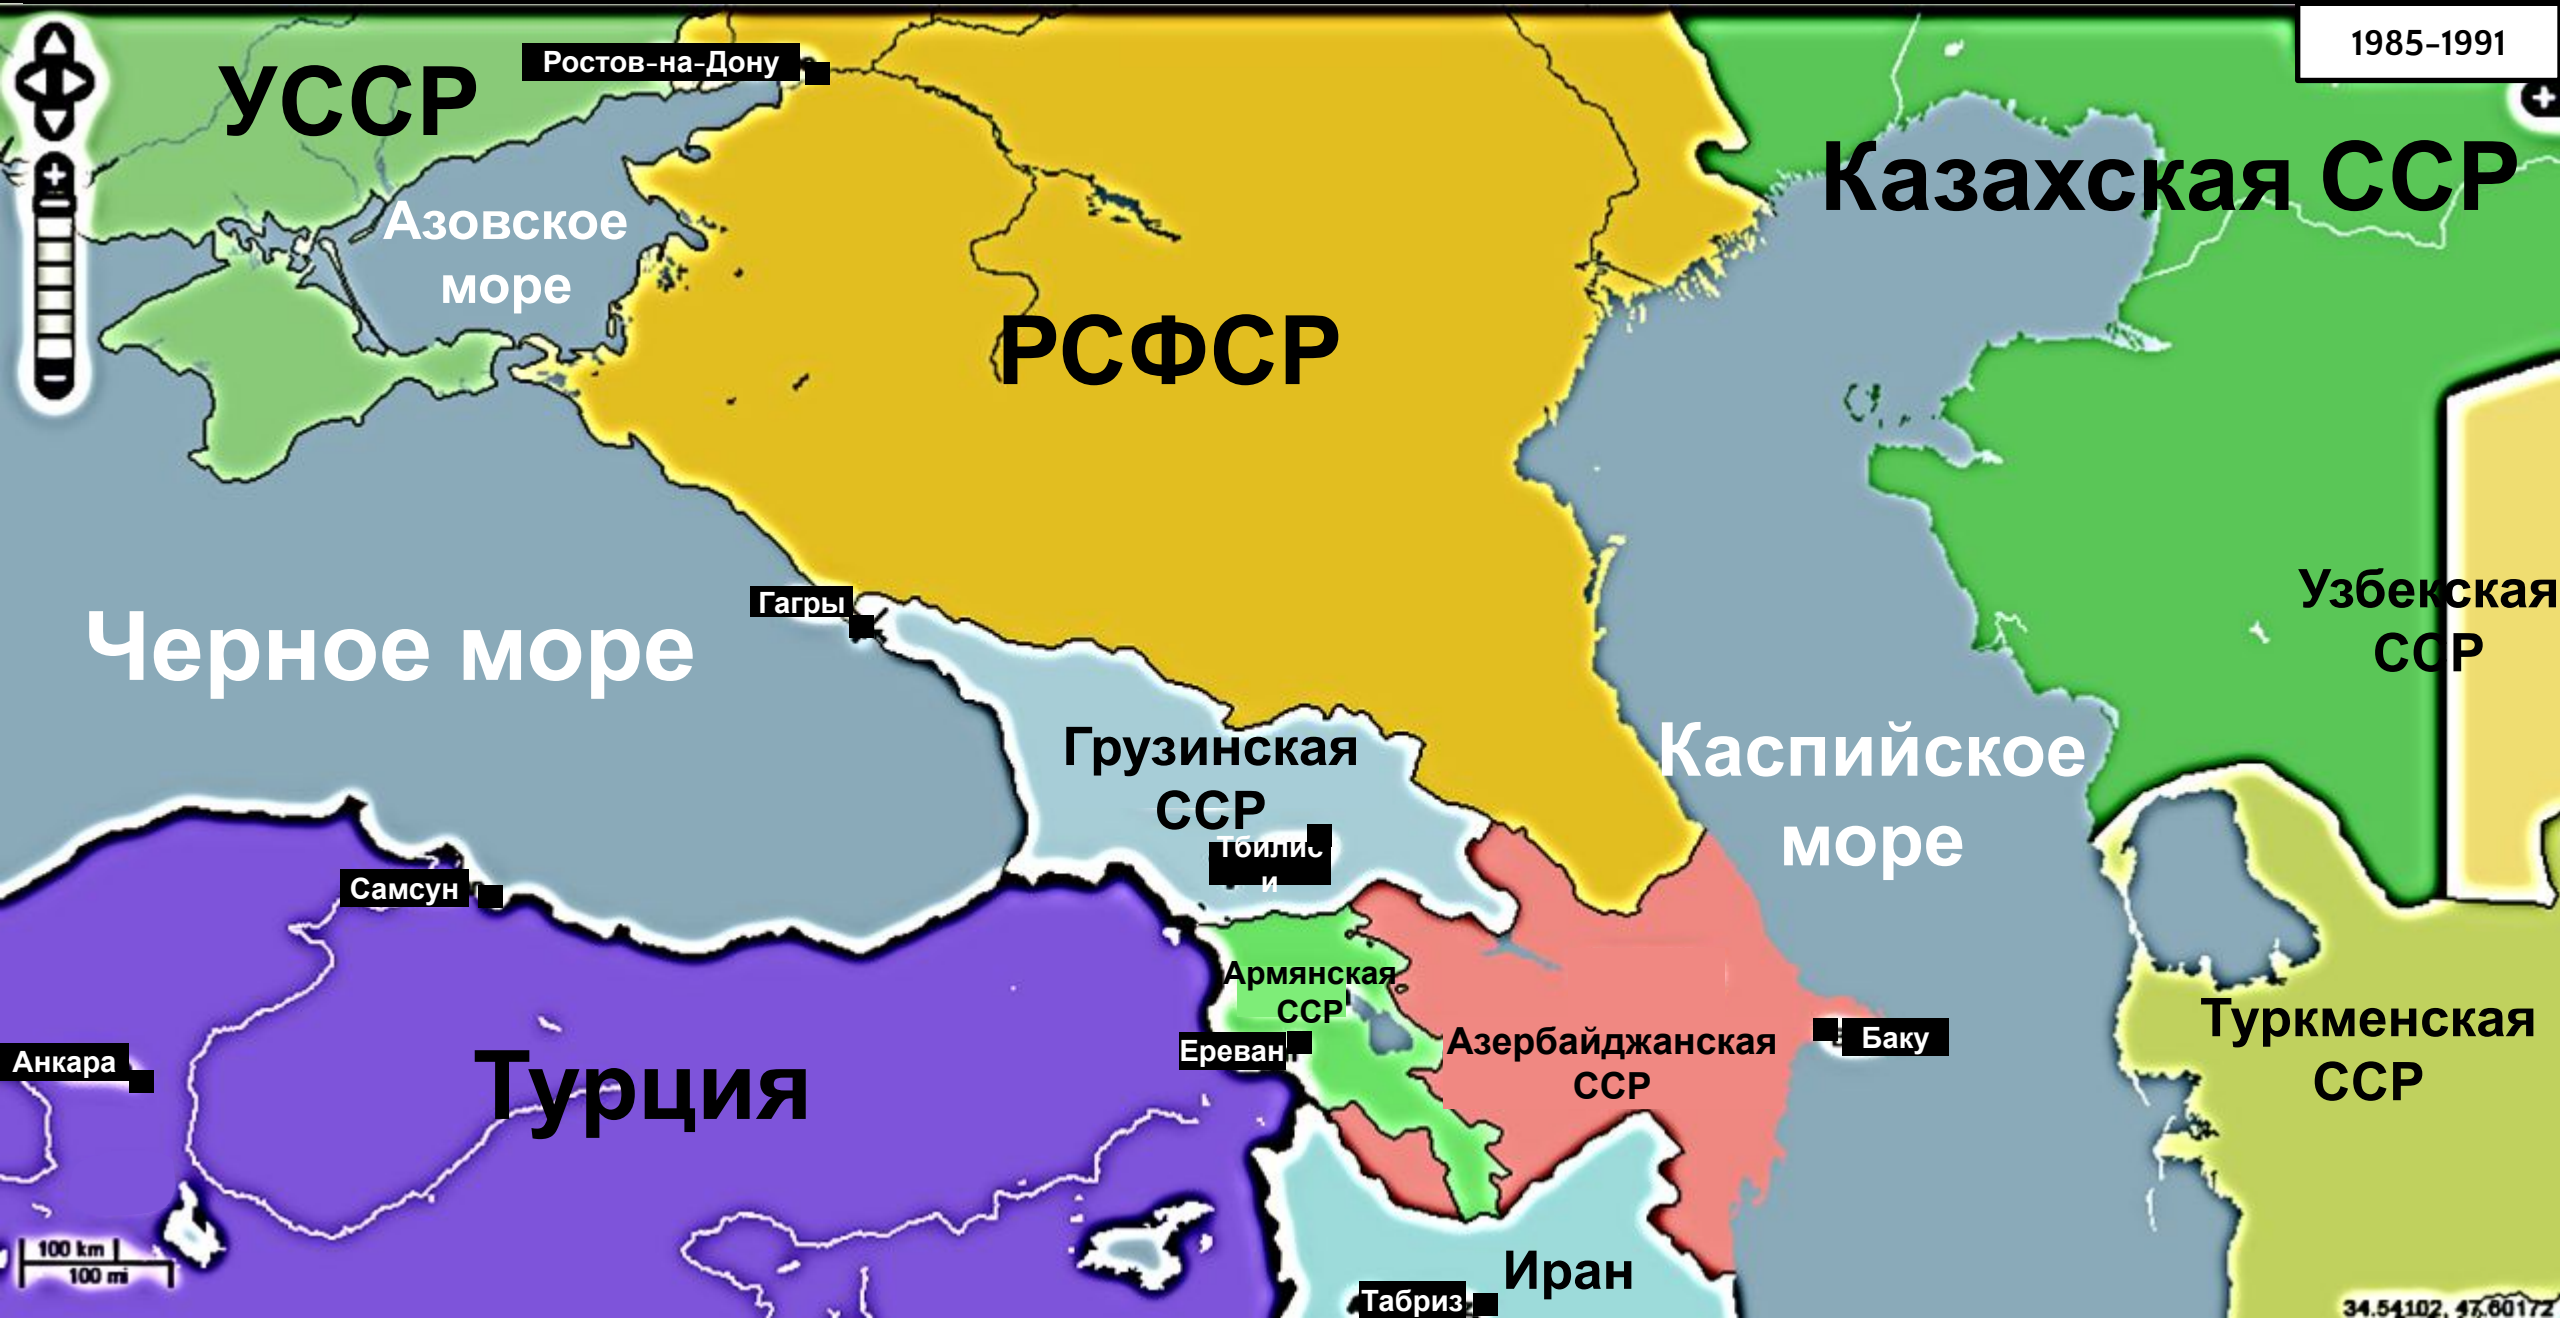 1985-1991
УССР
Ростов-на-Дону
Казахская ССР
Азовское
море
РСФСР
Гагры
Черное море
Узбекская
ССР
Грузинская
ССР
Тбилис
и
Каспийское
море
Самсун
Армянская
ССР
Ереван
Азербайджанская
ССР
Баку
Туркменская
ССР
Анкара
Турция
Иран
Табриз
100 km
100 mi
34.54102, 47.60172